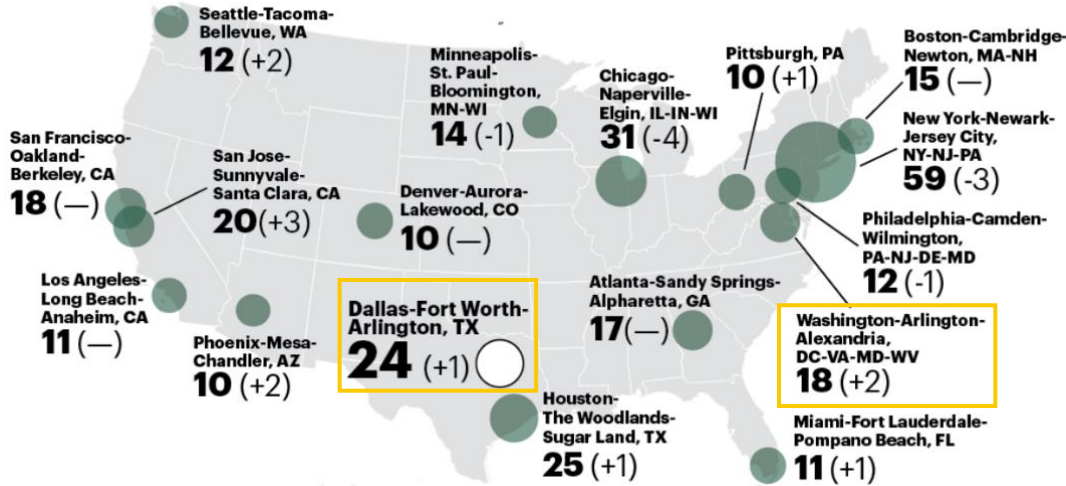 Seattle-Tacoma-
Bellevue, WA
12 (+2)
Minneapolis-
St. Paul-
Bloomington,
MN-WI
14 (-1)
Chicago-
Naperville-
Elgin, IL-IN-WI
31 (-4)
Pittsburgh, PA
10 (+1)
Boston-Cambridge-
Newton, MA-NH
15 (—)
New York-Newark-
Jersey City,
NY-NJ-PA
59 (-3)
San Francisco-
Oakland-
Berkeley, CA
18 (—)
San Jose-
Sunnyvale-
Santa Clara, CA
20(+3)
Denver-Aurora-
Lakewood, CO
10 (—)
Philadelphia-Camden-
Wilmington,
PA-NJ-DE-MD
12 (-1)
Los Angeles-
Long Beach-
Anaheim, CA
11 (—)
Phoenix-Mesa-
Chandler, AZ
10 (+2)
Dallas-Fort Worth-
Arlington, TX
24 (+1)
Atlanta-Sandy Springs-
Alpharetta, GA
17(—)
Washington-Arlington-
Alexandria,
DC-VA-MD-WV
18 (+2)
Houston-
The Woodlands-
Sugar Land, TX
25 (+1)
Miami-Fort Lauderdale-
Pompano Beach, FL
11 (+1)